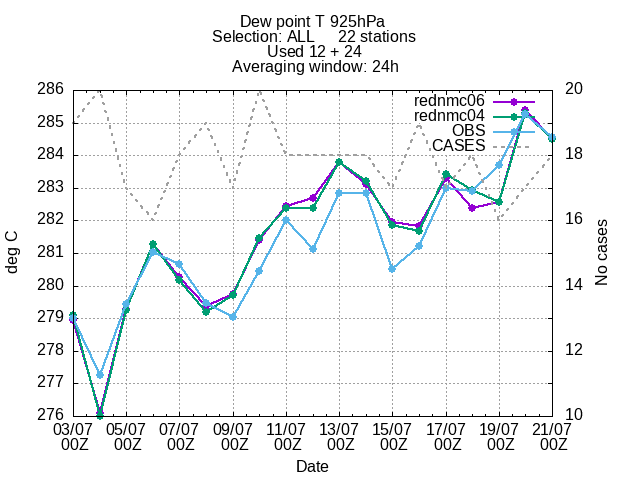 Dew point T 925hPa
Selection: ALL 22 stations
Used 12 + 24
Averaging window: 24h
286
285
284
283
282
281
280
279
278
277
276
20
18
16
14
12
10
rednmc06
rednmc04
OBS
CASES
deg C
No cases
03/07 05/07 07/07 09/07 11/07 13/07 15/07 17/07 19/07 21/07
00Z 00Z 00Z 00Z 00Z 00Z 00Z 00Z 00Z 00Z
Date